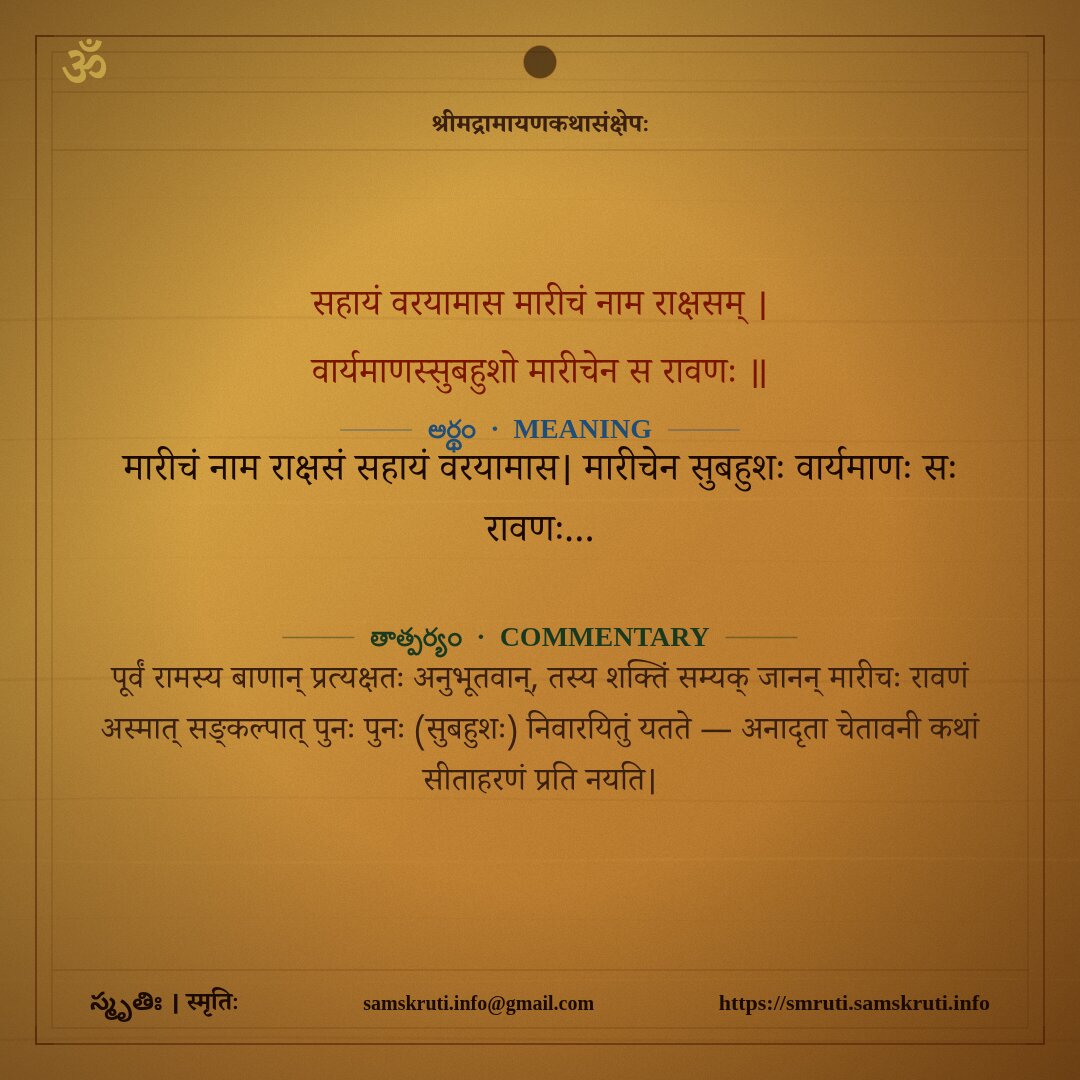 ॐ
श्रीमद्रामायणकथासंक्षेपः
सहायं वरयामास मारीचं नाम राक्षसम् |
वार्यमाणस्सुबहुशो मारीचेन स रावणः ||
అర్థం · MEANING
मारीचं नाम राक्षसं सहायं वरयामास| मारीचेन सुबहुशः वार्यमाणः सः
रावणः...
తాత్పర్యం · COMMENTARY
पूर्वं रामस्य बाणान् प्रत्यक्षतः अनुभूतवान्, तस्य शक्तिं सम्यक् जानन् मारीचः रावणं
अस्मात् सङ्कल्पात् पुनः पुनः (सुबहुशः) निवारयितुं यतते — अनादृता चेतावनी कथां
सीताहरणं प्रति नयति|
స్మృతిః | स्मृतिः samskruti.info@gmail.com https://smruti.samskruti.info